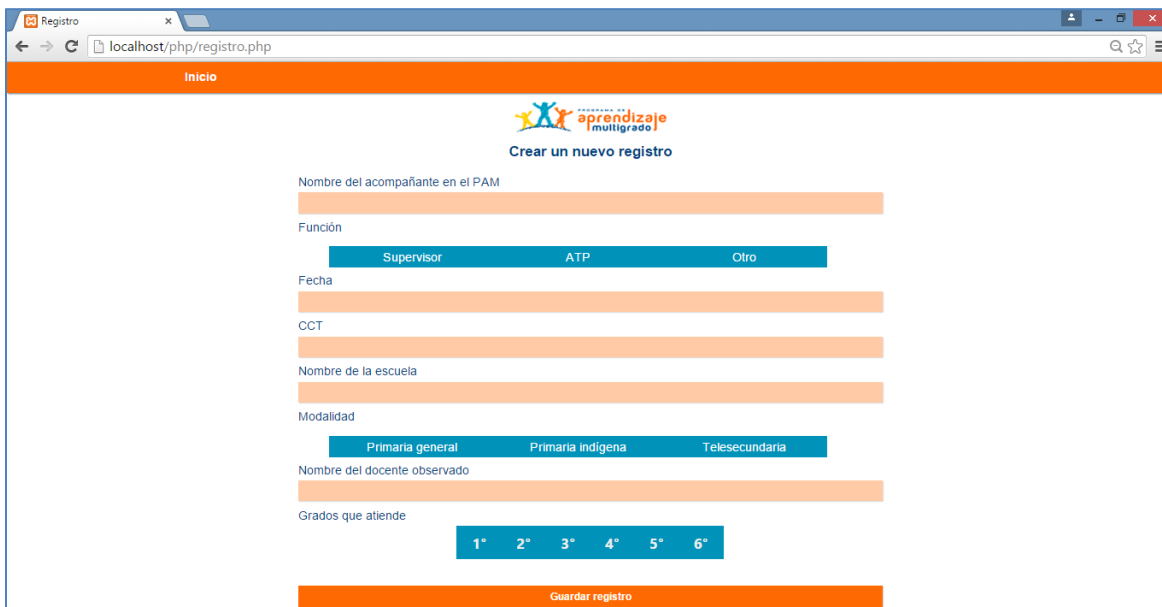 Registro
localhost/php/registro.php
Inicio
PROGRAMA DE
aprendizaje
multigrado
Crear un nuevo registro
Nombre del acompañante en el PAM
Función
Supervisor ATP Otro
Fecha
CCT
Nombre de la escuela
Modalidad
Primaria general Primaria indígena Telesecundaria
Nombre del docente observado
Grados que atiende
1° 2° 3° 4° 5° 6°
Guardar registro